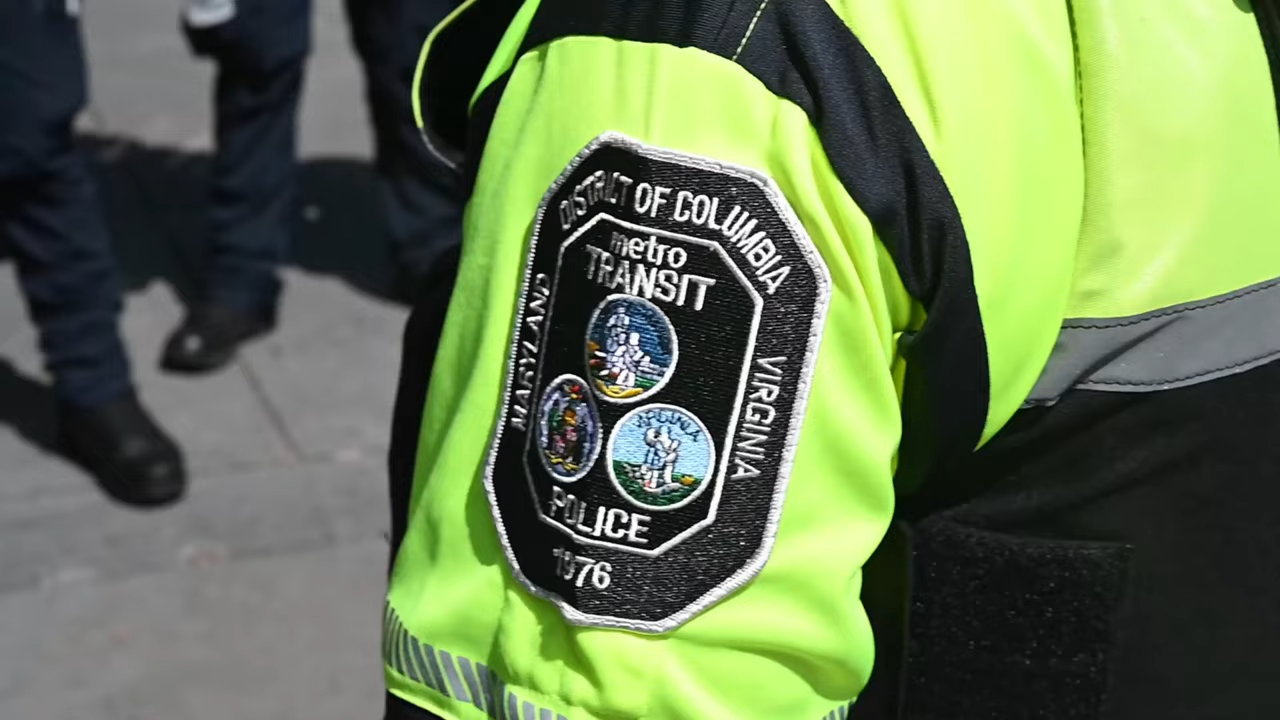 DISTRICT OF COLUMBIA
metro
TRANSIT
MARYLAND
VIRGINIA
POLICE
1976